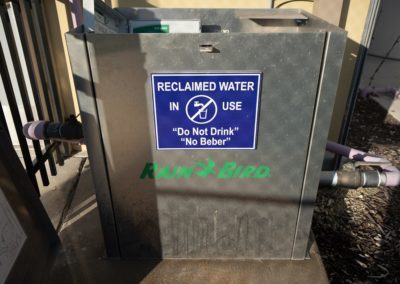 RECLAIMED WATER
IN USE
"Do Not Drink"
"No Beber"
RAIN BIRD